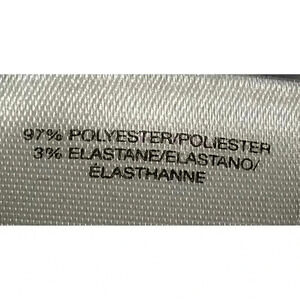 97% POLYESTER/POLIESTER
3% ELASTANE/ELASTANO/
ÉLASTHANNE